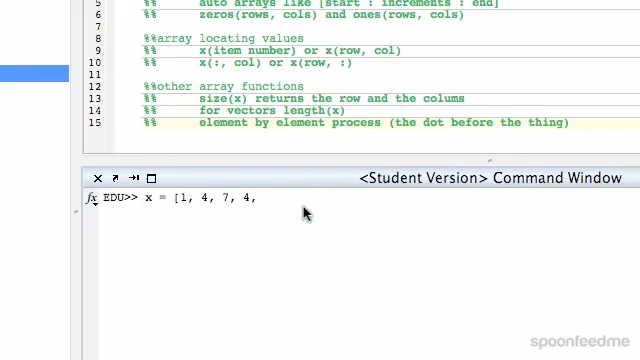 5 %% auto arrays like [start : increments : end]
6 %% zeros(rows, cols) and ones(rows, cols)
7
8 %%array locating values
9 %% x(item number) or x(row, col)
10 %% x(:, col) or x(row, :)
11
12 %%other array functions
13 %% size(x) returns the row and the colums
14 %% for vectors length(x)
15 %% element by element process (the dot before the thing)
<Student Version> Command Window
fx EDU>> x = [1, 4, 7, 4,
spoonfeedme